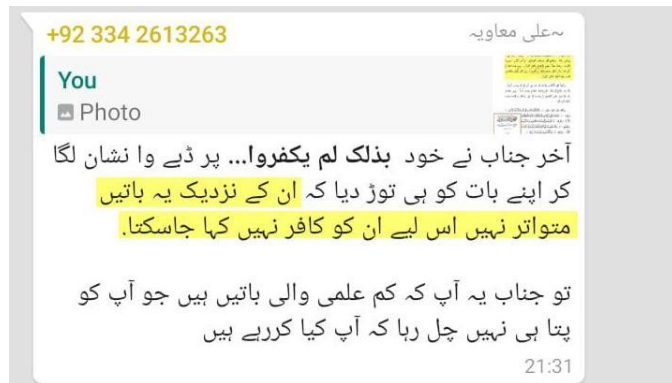 +92 334 2613263
~علی معاویہ
You
Photo
آخر جناب نے خود بذلک لم یکفروا... پر ڈبے وا نشان لگا
کر اپنے بات کو ہی توڑ دیا کہ ان کے نزدیک یہ باتیں
متواتر نہیں اس لیے ان کو کافر نہیں کہا جاسکتا.
تو جناب یہ آپ کہ کم علمی والی باتیں ہیں جو آپ کو
پتا ہی نہیں چل رہا کہ آپ کیا کررہے ہیں
21:31